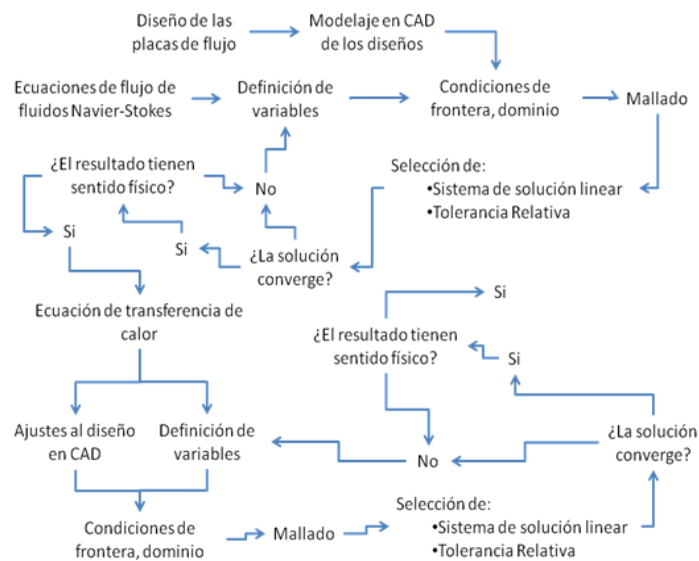 Diseño de las
placas de flujo
Modelaje en CAD
de los diseños
Ecuaciones de flujo de
fluidos Navier-Stokes
Definición de
variables
Condiciones de
frontera, dominio
Mallado
¿El resultado tienen
sentido físico?
No
Selección de:
•Sistema de solución linear
•Tolerancia Relativa
Si
Si
¿La solución
converge?
Ecuación de transferencia de
calor
Si
¿El resultado tienen
sentido físico?
Si
Ajustes al diseño
en CAD
Definición de
variables
No
¿La solución
converge?
Condiciones de
frontera, dominio
Mallado
Selección de:
•Sistema de solución linear
•Tolerancia Relativa